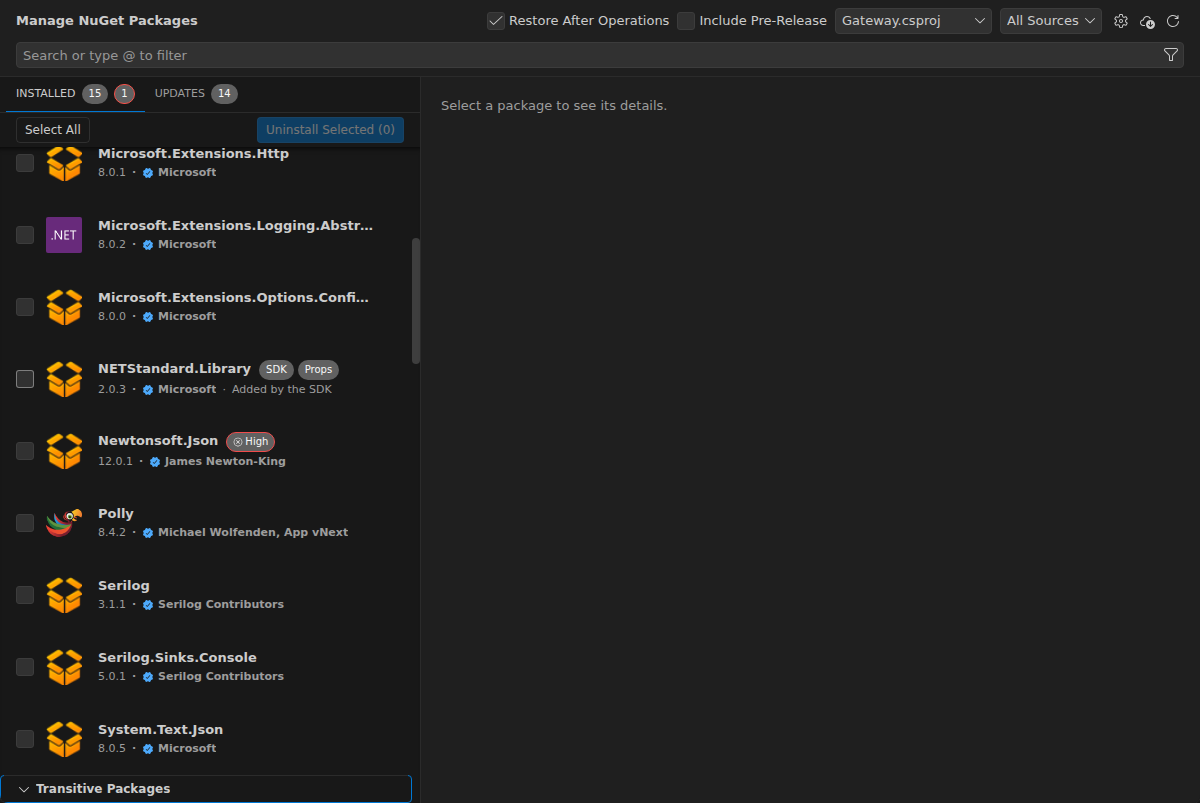 Manage NuGet Packages
Restore After Operations
Include Pre-Release
Gateway.csproj
All Sources
Search or type @ to filter
INSTALLED 15 1 UPDATES 14
Select All
Uninstall Selected (0)
Select a package to see its details.
Microsoft.Extensions.Http
8.0.1 · Microsoft
.NET
Microsoft.Extensions.Logging.Abstr…
8.0.2 · Microsoft
Microsoft.Extensions.Options.Confi…
8.0.0 · Microsoft
NETStandard.Library SDK Props
2.0.3 · Microsoft · Added by the SDK
Newtonsoft.Json High
12.0.1 · James Newton-King
Polly
8.4.2 · Michael Wolfenden, App vNext
Serilog
3.1.1 · Serilog Contributors
Serilog.Sinks.Console
5.0.1 · Serilog Contributors
System.Text.Json
8.0.5 · Microsoft
Transitive Packages